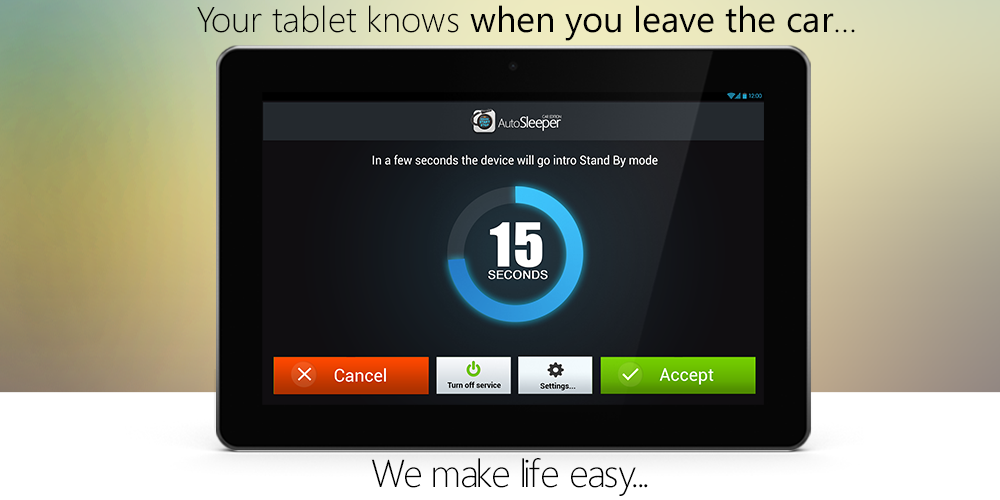 Your tablet knows when you leave the car...
12:00
CAR EDITION
AutoSleeper
In a few seconds the device will go intro Stand By mode
15
SECONDS
Cancel
Turn off service
Settings...
Accept
We make life easy...